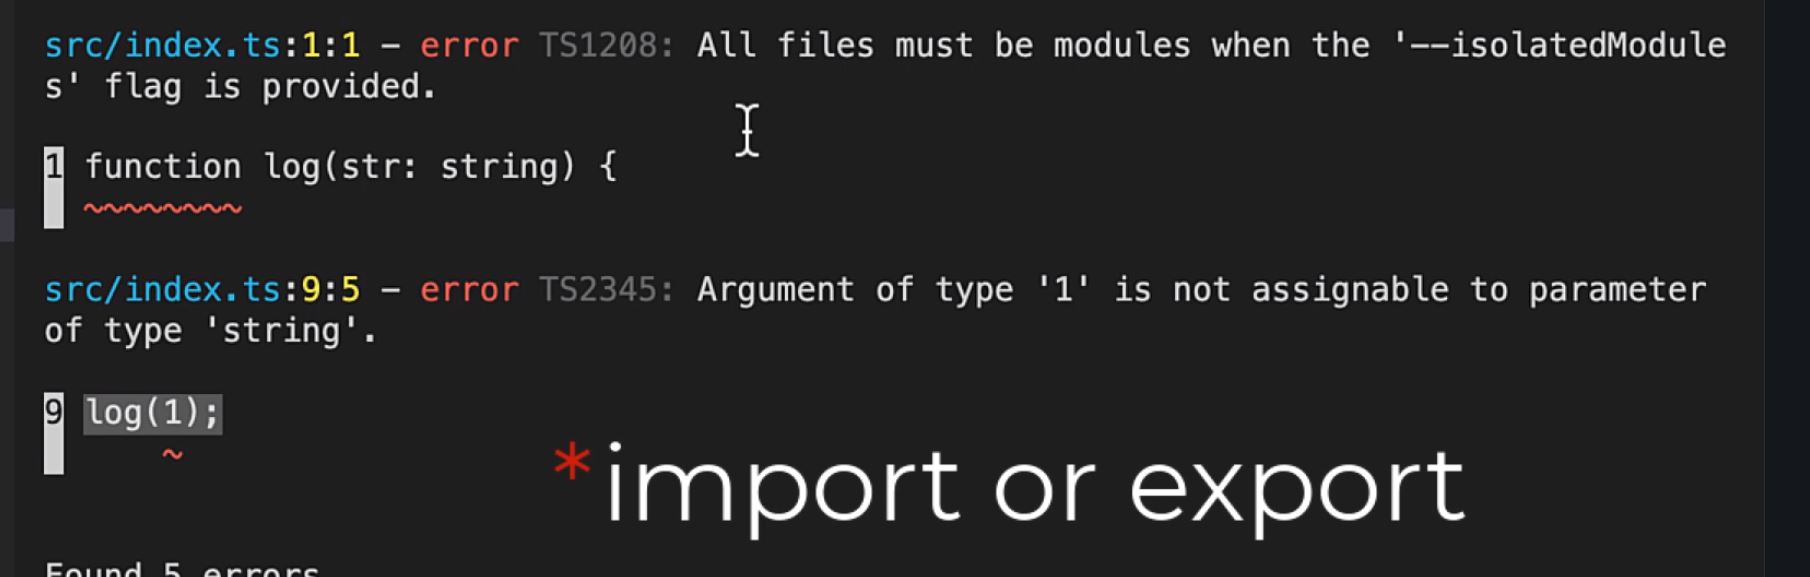 src/index.ts:1:1 – error TS1208: All files must be modules when the '--isolatedModule
s' flag is provided.
1 function log(str: string) {
~~~~~~~~
src/index.ts:9:5 – error TS2345: Argument of type '1' is not assignable to parameter
of type 'string'.
9 log(1);
~
*import or export
Found 5 errors